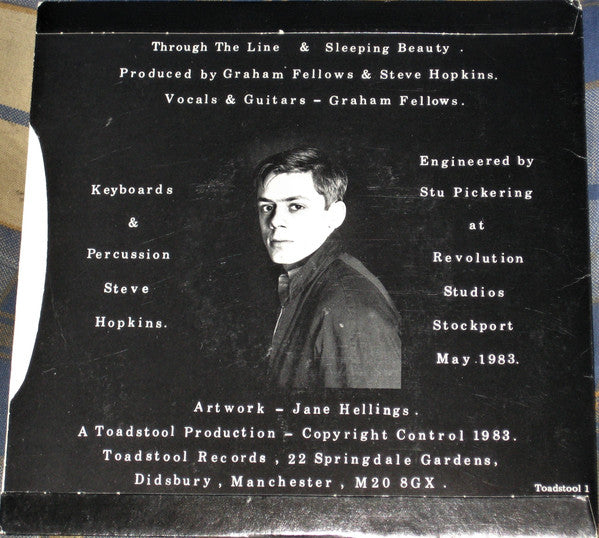 Through The Line & Sleeping Beauty .
Produced by Graham Fellows & Steve Hopkins.
Vocals & Guitars – Graham Fellows.
Keyboards
&
Percussion
Steve
Hopkins.
Engineered by
Stu Pickering
at
Revolution
Studios
Stockport
May 1983.
Artwork – Jane Hellings .
A Toadstool Production – Copyright Control 1983.
Toadstool Records , 22 Springdale Gardens,
Didsbury , Manchester , M20 8GX .
Toadstool 1